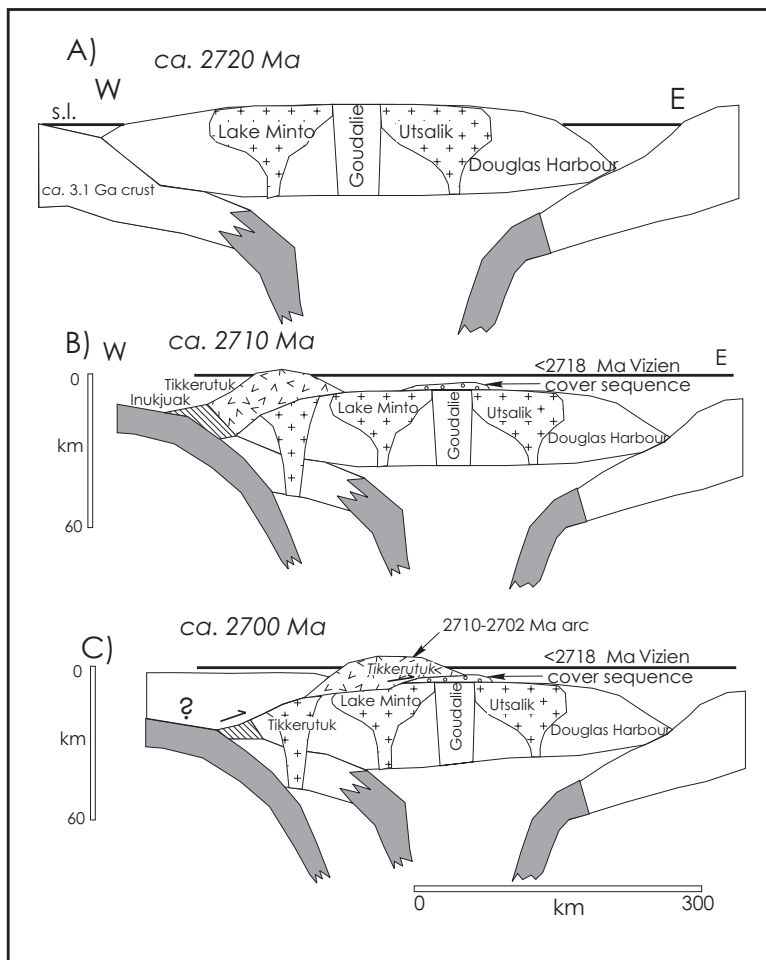 A)
ca. 2720 Ma
W
E
s.l.
Lake Minto
Goudalie
Utsalik
Douglas Harbour
ca. 3.1 Ga crust
B)
W
ca. 2710 Ma
E
0
km
60
<2718 Ma Vizien
cover sequence
Tikkerutuk
Inukjuak
Lake Minto
Goudalie
Utsalik
Douglas Harbour
C)
ca. 2700 Ma
2710-2702 Ma arc
0
km
60
<2718 Ma Vizien
cover sequence
Tikkerutuk
?
Lake Minto
Goudalie
Utsalik
Tikkerutuk
Douglas Harbour
0
km
300